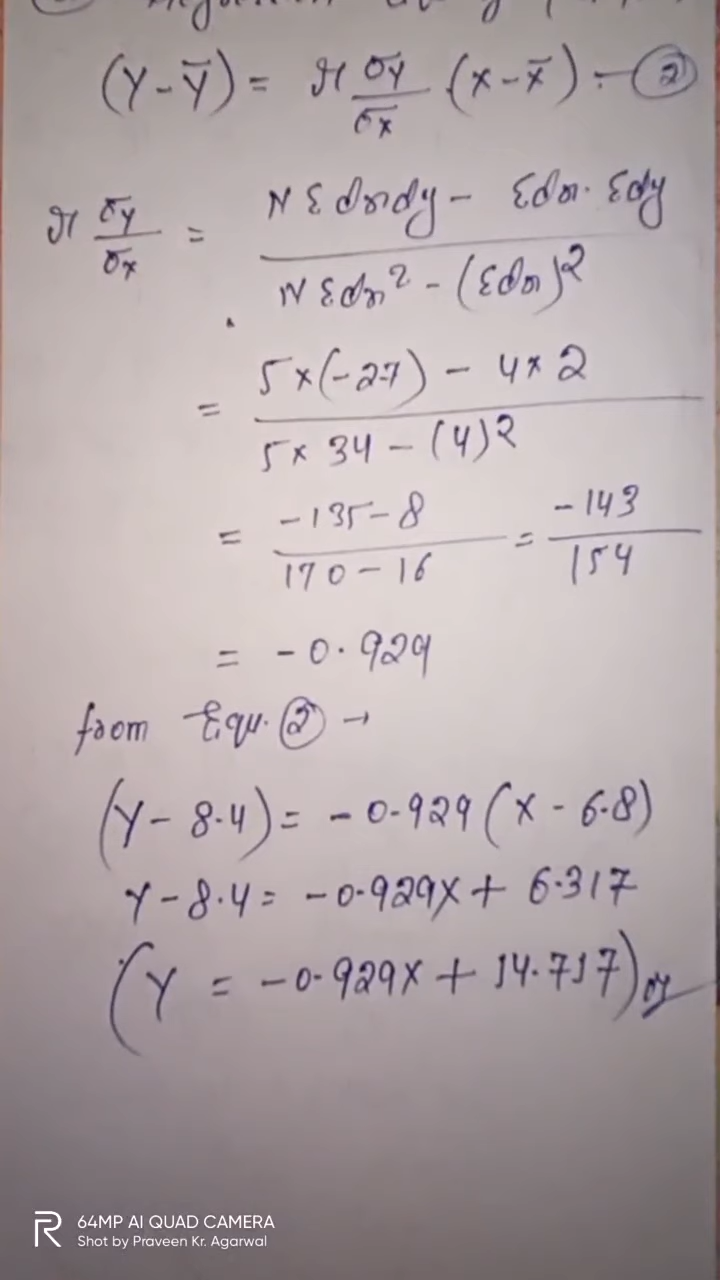 (Y-Ȳ) = r σy/σx (x-x̄) :- ②
r σy/σx = N Σdxdy - Σdx. Σdy / N Σdx² - (Σdx)²
= 5×(-27) - 4×2 / 5×34 - (4)²
= -135-8 / 170-16 = -143 / 154
= -0.929
from Equ. ② →
(Y- 8.4) = -0.929 (X - 6.8)
Y-8.4 = -0.929X + 6.317
(Y = -0.929X + 14.717)
64MP AI QUAD CAMERA
Shot by Praveen Kr. Agarwal